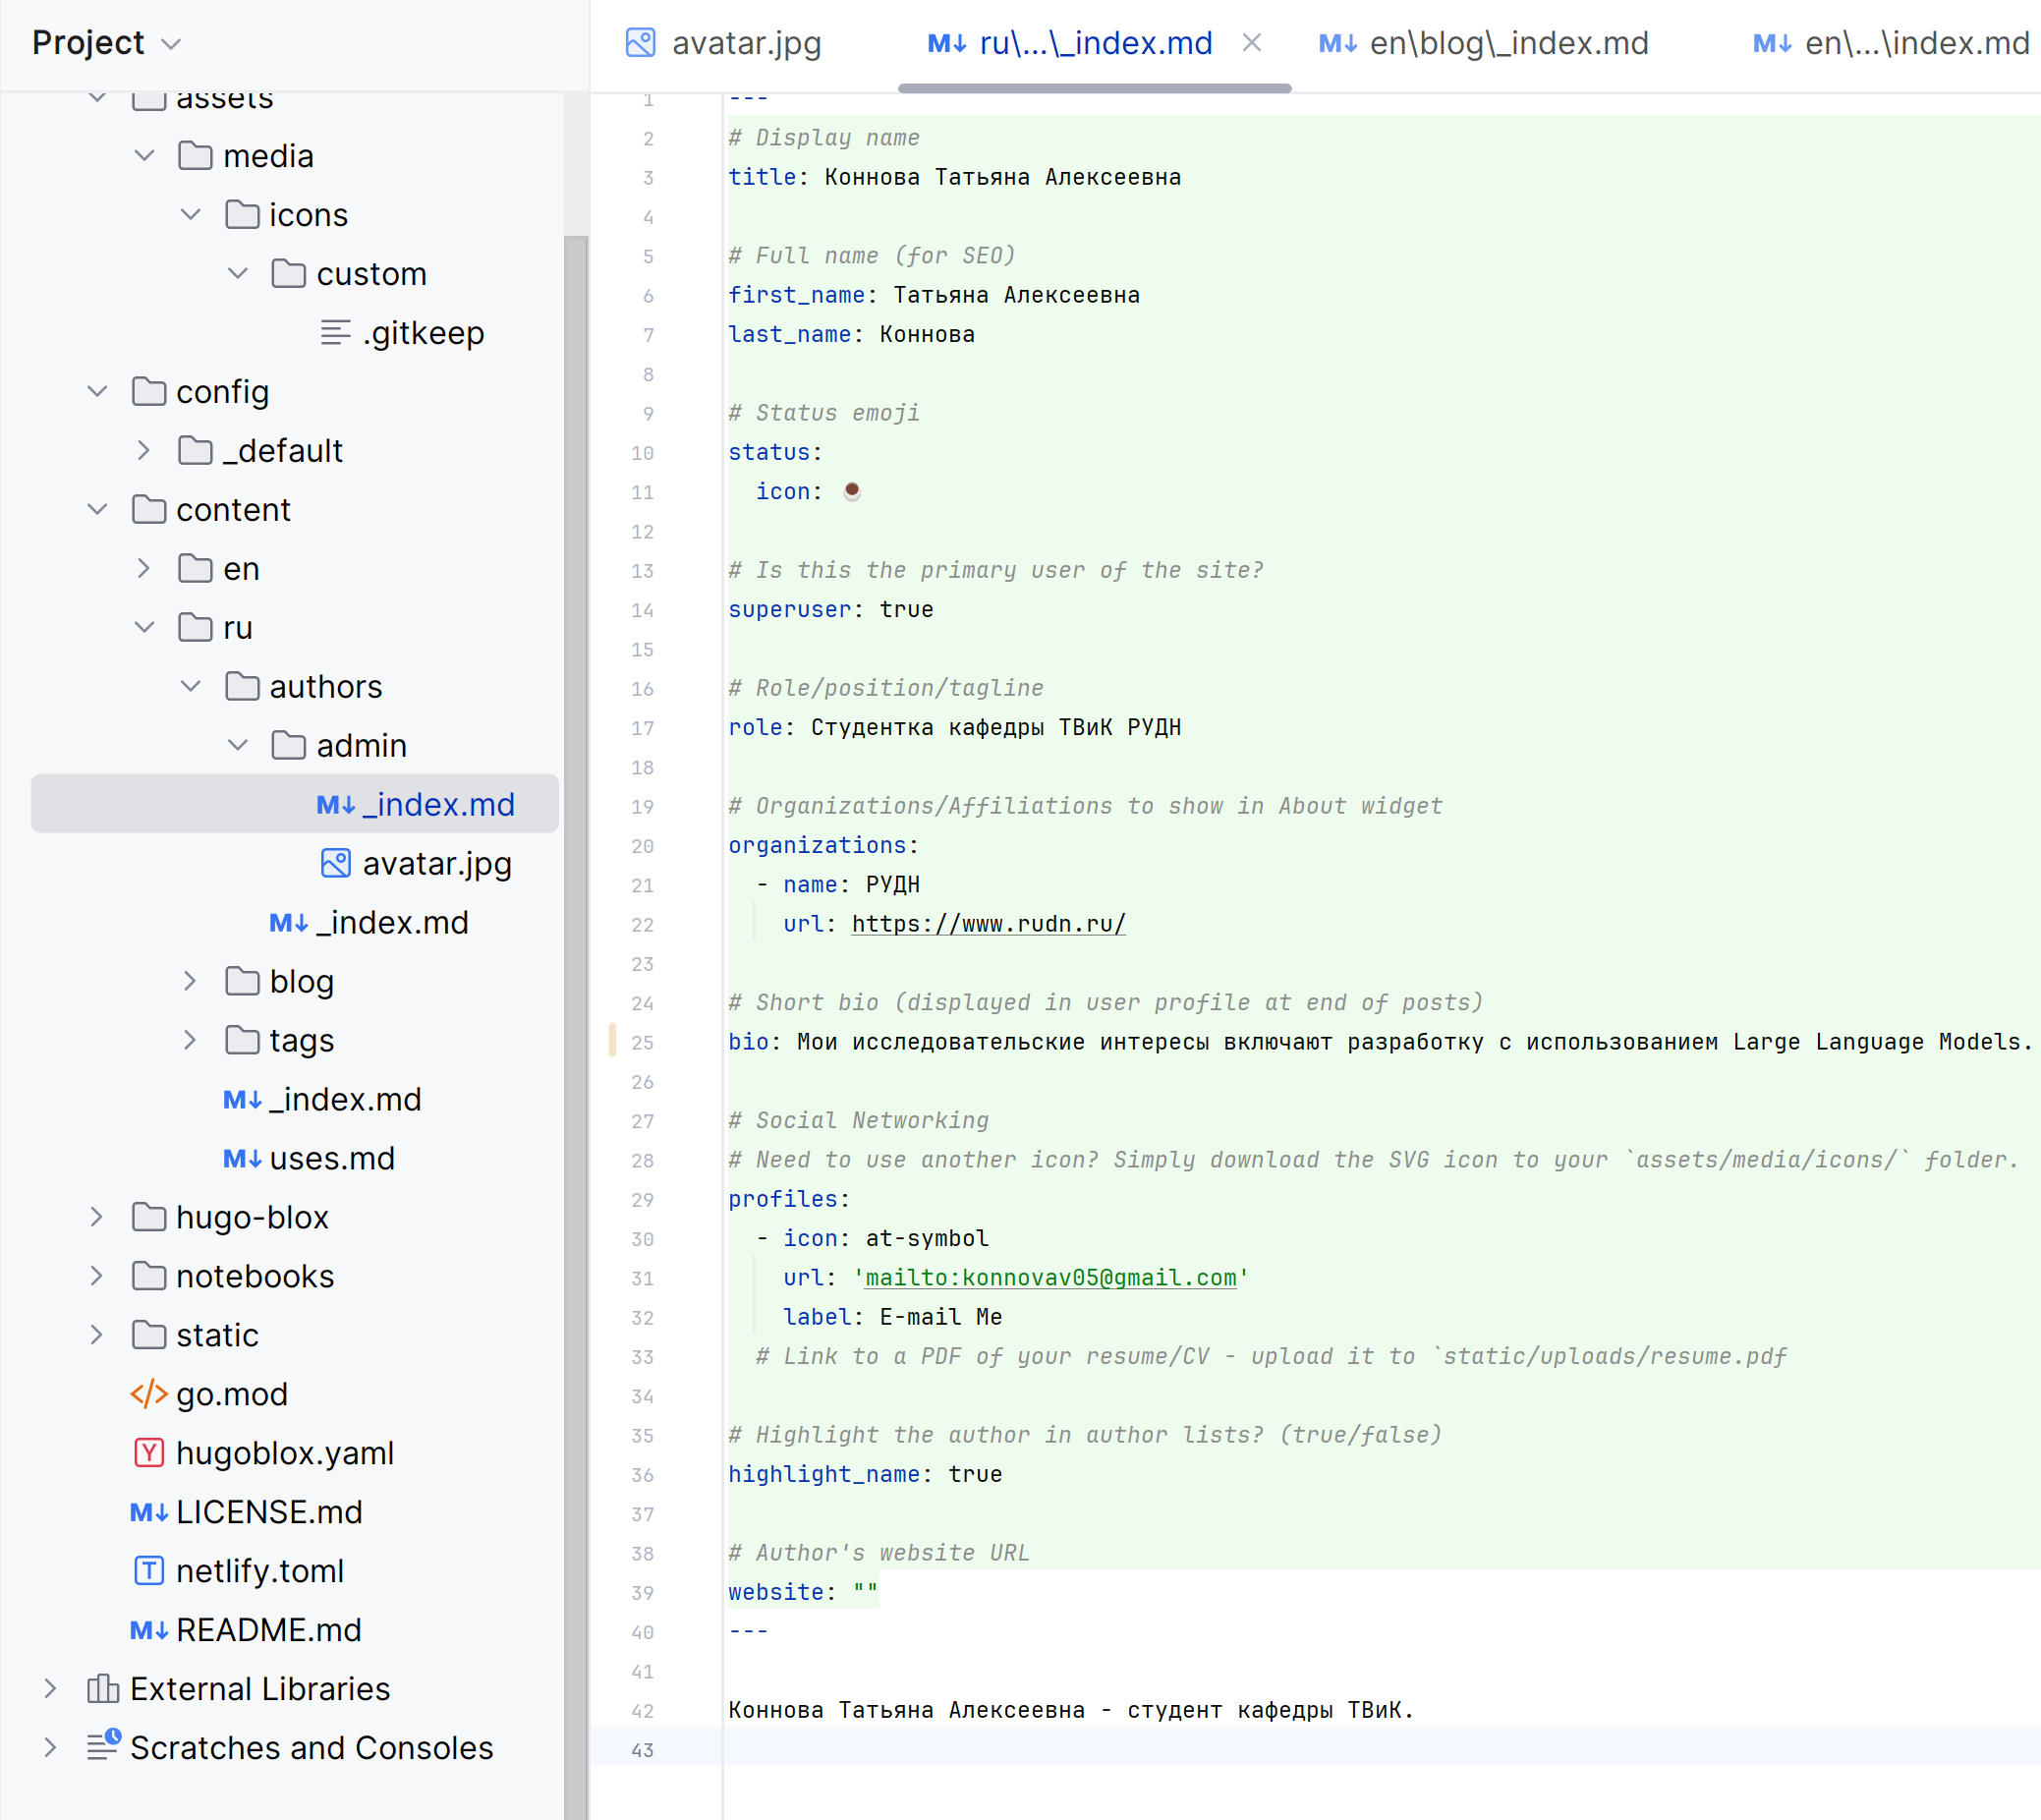 Project
assets
media
icons
custom
.gitkeep
config
_default
content
en
ru
authors
admin
_index.md
avatar.jpg
_index.md
blog
tags
_index.md
uses.md
hugo-blox
notebooks
static
go.mod
hugoblox.yaml
LICENSE.md
netlify.toml
README.md
External Libraries
Scratches and Consoles
avatar.jpg
ru\...\_index.md
en\blog\_index.md
en\...\index.md
1 ---
2 # Display name
3 title: Коннова Татьяна Алексеевна
4
5 # Full name (for SEO)
6 first_name: Татьяна Алексеевна
7 last_name: Коннова
8
9 # Status emoji
10 status:
11 icon: ☕
12
13 # Is this the primary user of the site?
14 superuser: true
15
16 # Role/position/tagline
17 role: Студентка кафедры ТВиК РУДН
18
19 # Organizations/Affiliations to show in About widget
20 organizations:
21 - name: РУДН
22 url: https://www.rudn.ru/
23
24 # Short bio (displayed in user profile at end of posts)
25 bio: Мои исследовательские интересы включают разработку с использованием Large Language Models.
26
27 # Social Networking
28 # Need to use another icon? Simply download the SVG icon to your `assets/media/icons/` folder.
29 profiles:
30 - icon: at-symbol
31 url: 'mailto:konnovav05@gmail.com'
32 label: E-mail Me
33 # Link to a PDF of your resume/CV - upload it to `static/uploads/resume.pdf
34
35 # Highlight the author in author lists? (true/false)
36 highlight_name: true
37
38 # Author's website URL
39 website: ""
40 ---
41
42 Коннова Татьяна Алексеевна - студент кафедры ТВиК.
43